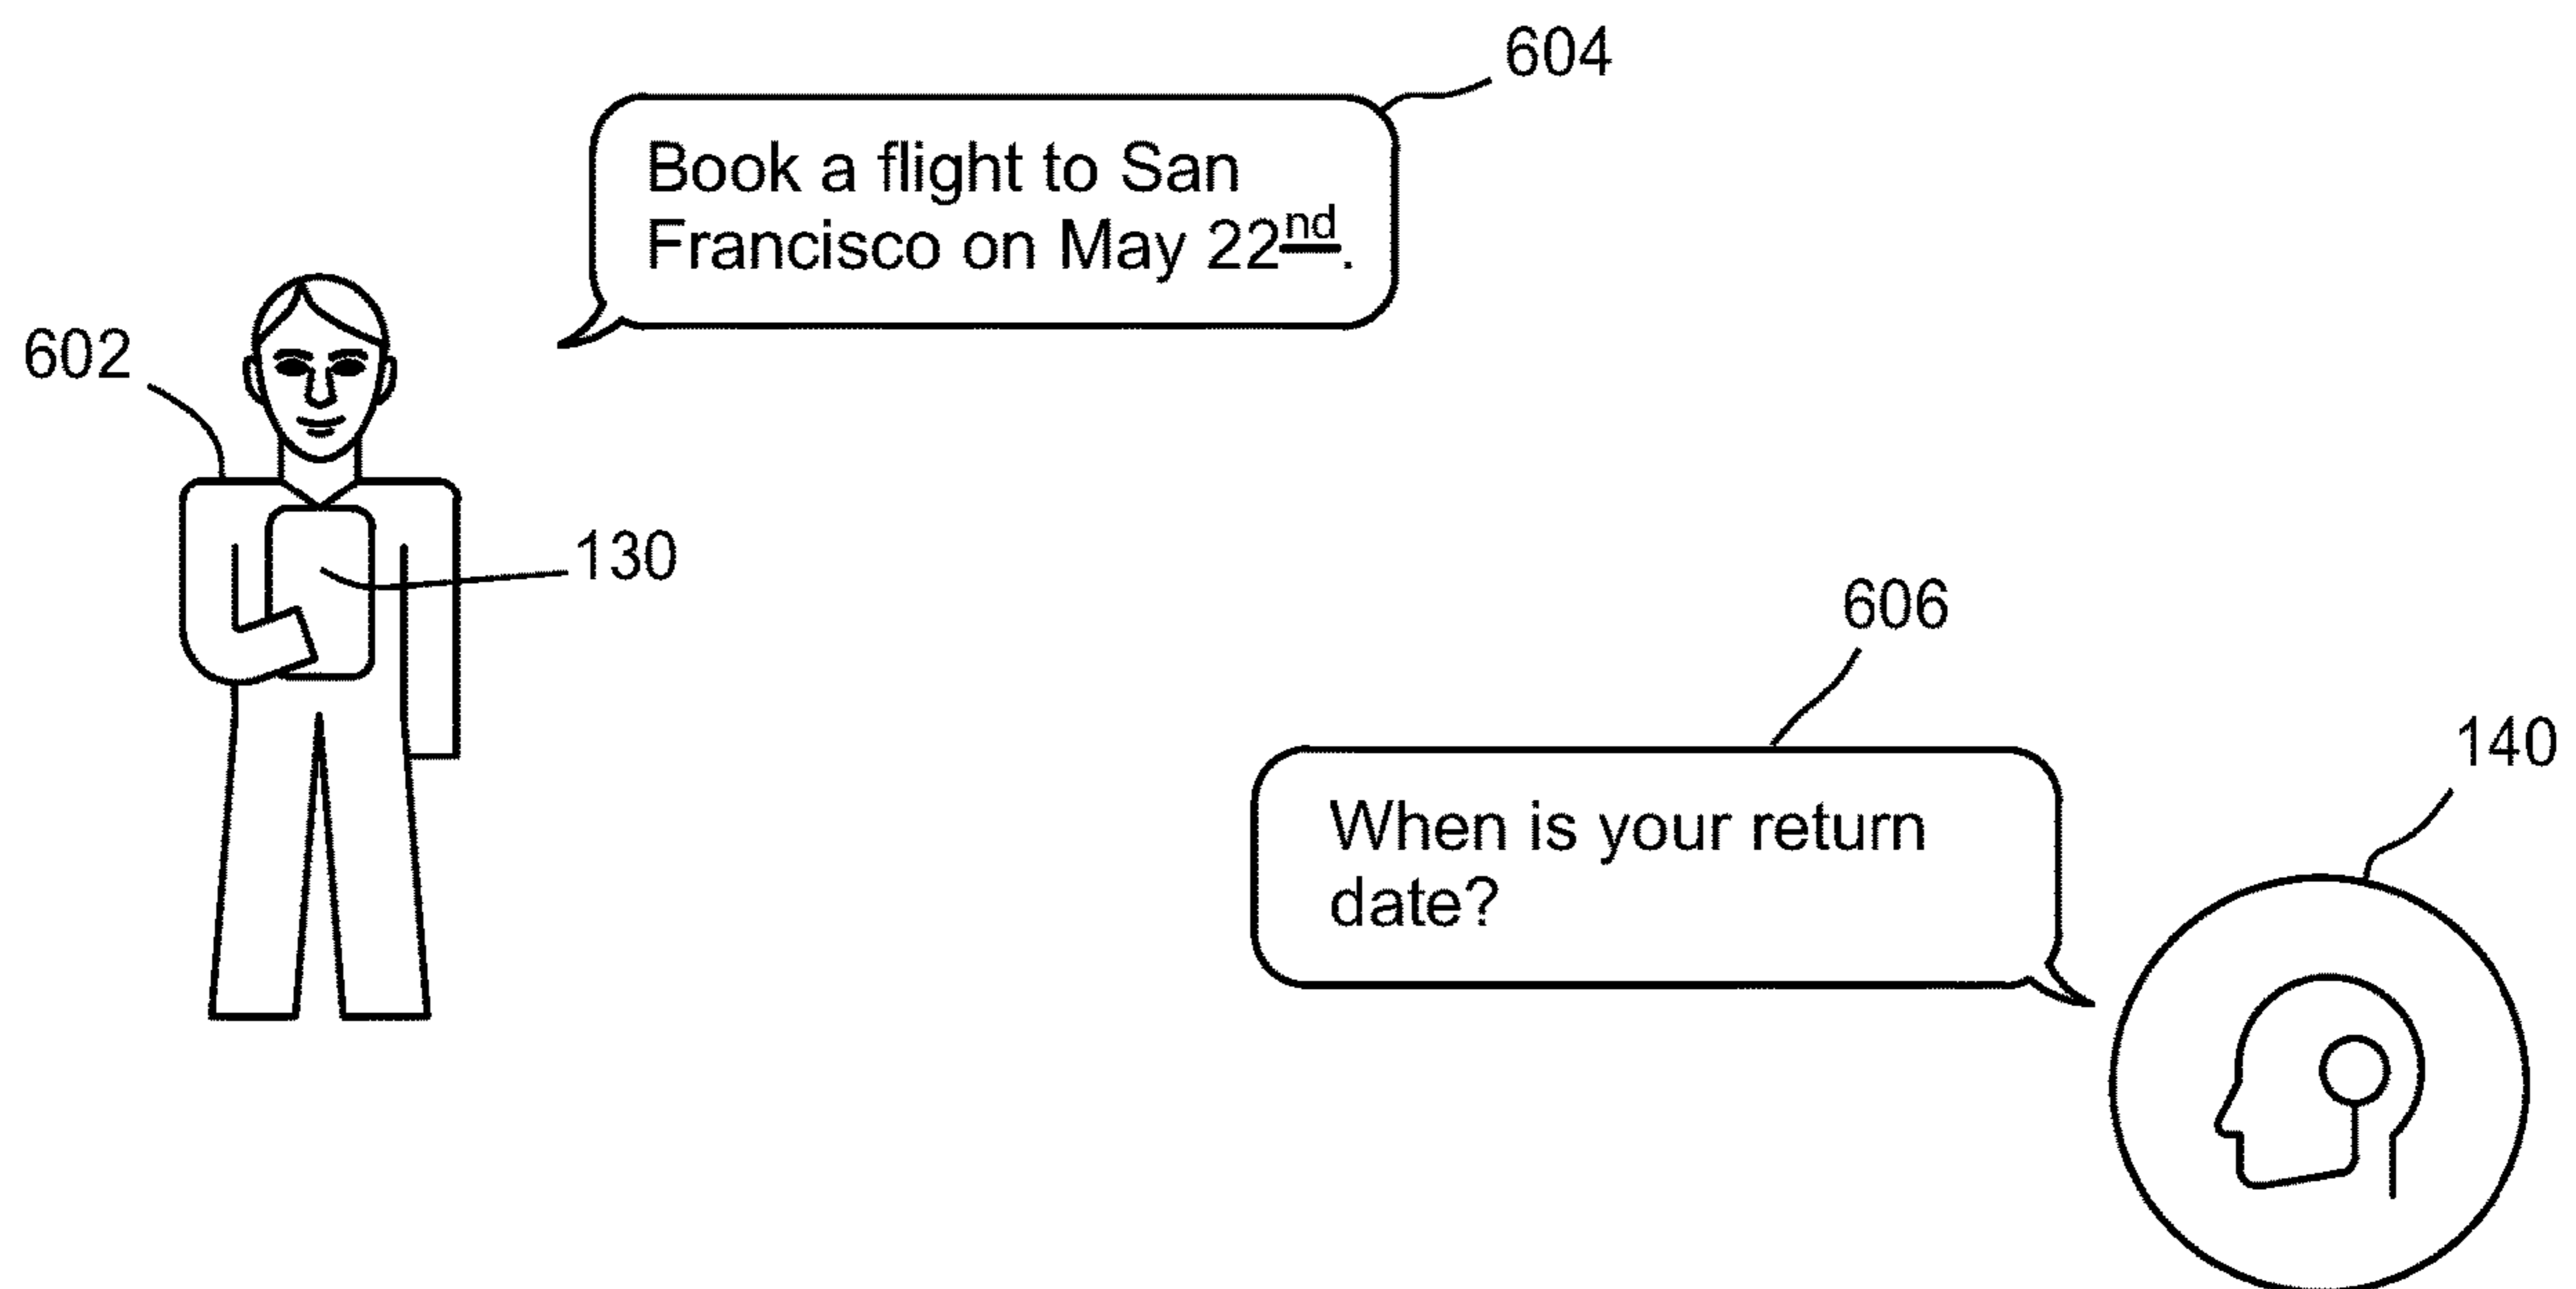 604
Book a flight to San
Francisco on May 22nd.
602
130
606
140
When is your return
date?